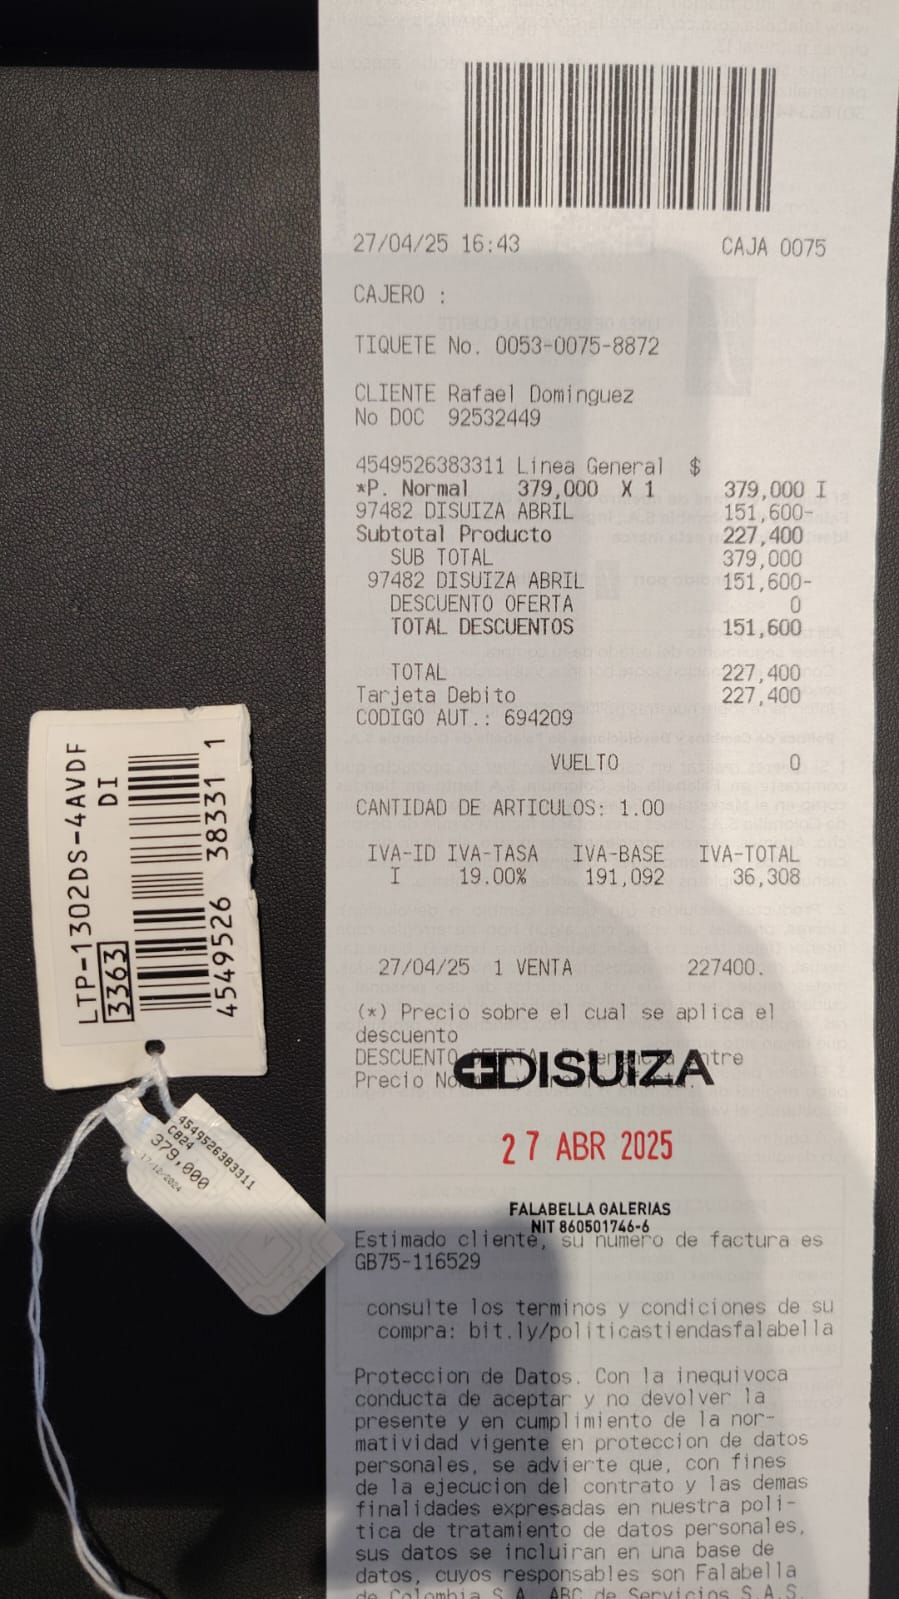 27/04/25 16:43 CAJA 0075
CAJERO :
TIQUETE No. 0053-0075-8872
CLIENTE Rafael Dominguez
No DOC 92532449
4549526383311 Linea General $
*P. Normal 379,000 X 1 379,000 I
97482 DISUIZA ABRIL 151,600-
Subtotal Producto 227,400
SUB TOTAL 379,000
97482 DISUIZA ABRIL 151,600-
DESCUENTO OFERTA 0
TOTAL DESCUENTOS 151,600
TOTAL 227,400
Tarjeta Debito 227,400
CODIGO AUT.: 694209
VUELTO 0
CANTIDAD DE ARTICULOS: 1.00
IVA-ID IVA-TASA IVA-BASE IVA-TOTAL
I 19.00% 191,092 36,308
27/04/25 1 VENTA 227400.
(*) Precio sobre el cual se aplica el
descuento
DESCUENTO OFERTA: Diferencia entre
Precio
DISUIZA
27 ABR 2025
FALABELLA GALERIAS
NIT 860501746-6
Estimado cliente, su numero de factura es
GB75-116529
consulte los terminos y condiciones de su
compra: bit.ly/politicastiendasfalabella
Proteccion de Datos. Con la inequivoca
conducta de aceptar y no devolver la
presente y en cumplimiento de la nor-
matividad vigente en proteccion de datos
personales, se advierte que, con fines
de la ejecucion del contrato y las demas
finalidades expresadas en nuestra poli-
tica de tratamiento de datos personales,
sus datos se incluiran en una base de
datos, cuyos responsables son Falabella
de Colombia S.A. ABC de Servicios S.A.S.
LTP-1302DS-4AVDF
DI
3363
4549526 38331 1
4549526383311
C824
379,000
17-12-2024